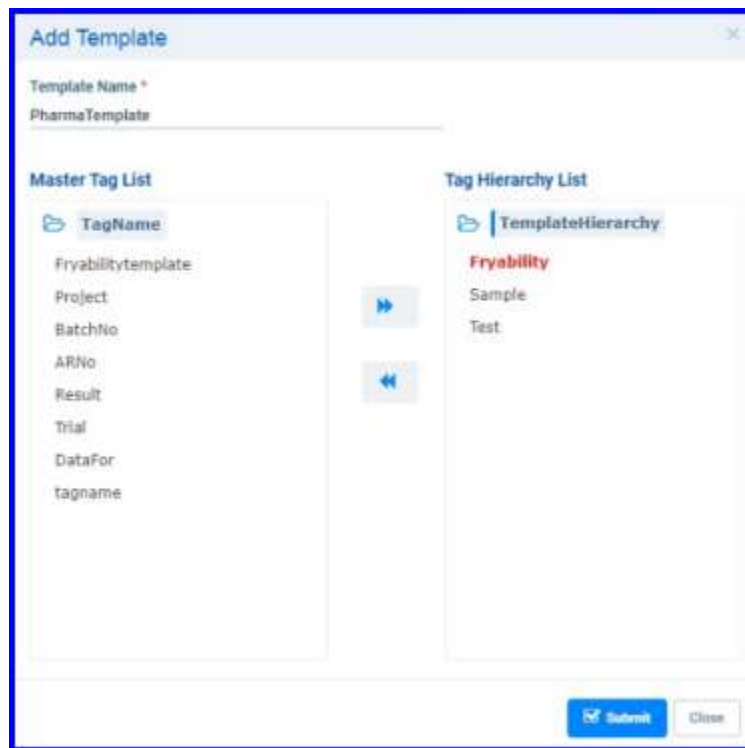 Add Template
Template Name *
PharmaTemplate
Master Tag List
TagName
Fryabilitytemplate
Project
BatchNo
ARNo
Result
Trial
DataFor
tagname
Tag Hierarchy List
TemplateHierarchy
Fryability
Sample
Test
Submit
Close